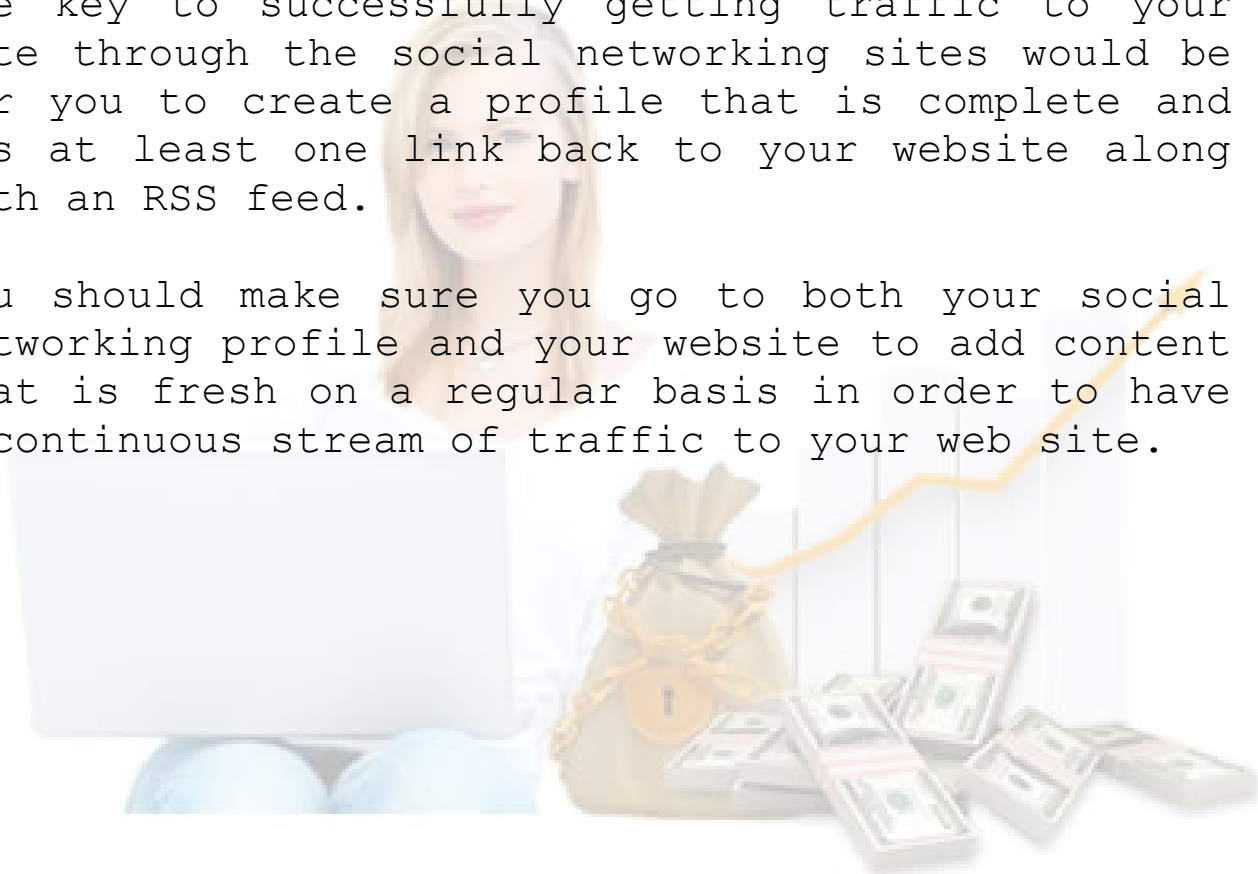 e key to successfully getting traffic to your
te through the social networking sites would be
r you to create a profile that is complete and
s at least one link back to your website along
th an RSS feed.
u should make sure you go to both your social
tworking profile and your website to add content
at is fresh on a regular basis in order to have
continuous stream of traffic to your web site.